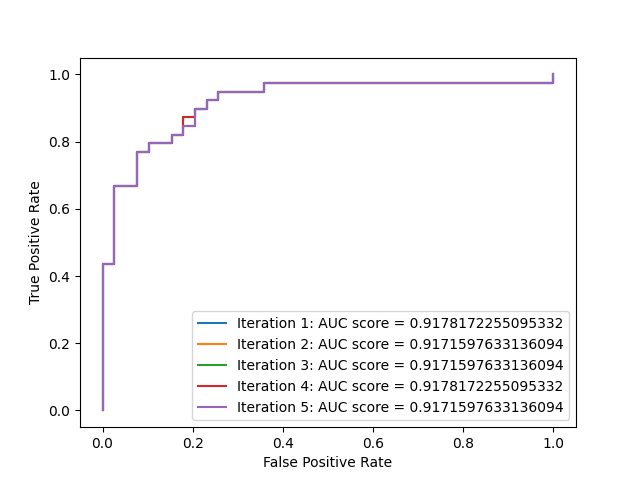 1.0
0.8
0.6
0.4
0.2
0.0
True Positive Rate
Iteration 1: AUC score = 0.9178172255095332
Iteration 2: AUC score = 0.9171597633136094
Iteration 3: AUC score = 0.9171597633136094
Iteration 4: AUC score = 0.9178172255095332
Iteration 5: AUC score = 0.9171597633136094
0.0 0.2 0.4 0.6 0.8 1.0
False Positive Rate